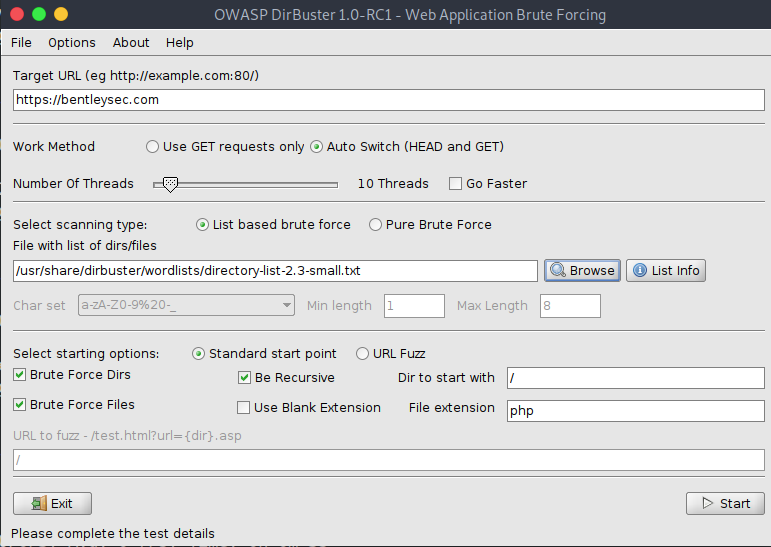 OWASP DirBuster 1.0-RC1 - Web Application Brute Forcing
File Options About Help
Target URL (eg http://example.com:80/)
https://bentleysec.com
Work Method Use GET requests only Auto Switch (HEAD and GET)
Number Of Threads 10 Threads Go Faster
Select scanning type: List based brute force Pure Brute Force
File with list of dirs/files
/usr/share/dirbuster/wordlists/directory-list-2.3-small.txt Browse List Info
Char set a-zA-Z0-9%20-_ Min length 1 Max Length 8
Select starting options: Standard start point URL Fuzz
Brute Force Dirs Be Recursive Dir to start with /
Brute Force Files Use Blank Extension File extension php
URL to fuzz - /test.html?url={dir}.asp
/
Exit Start
Please complete the test details